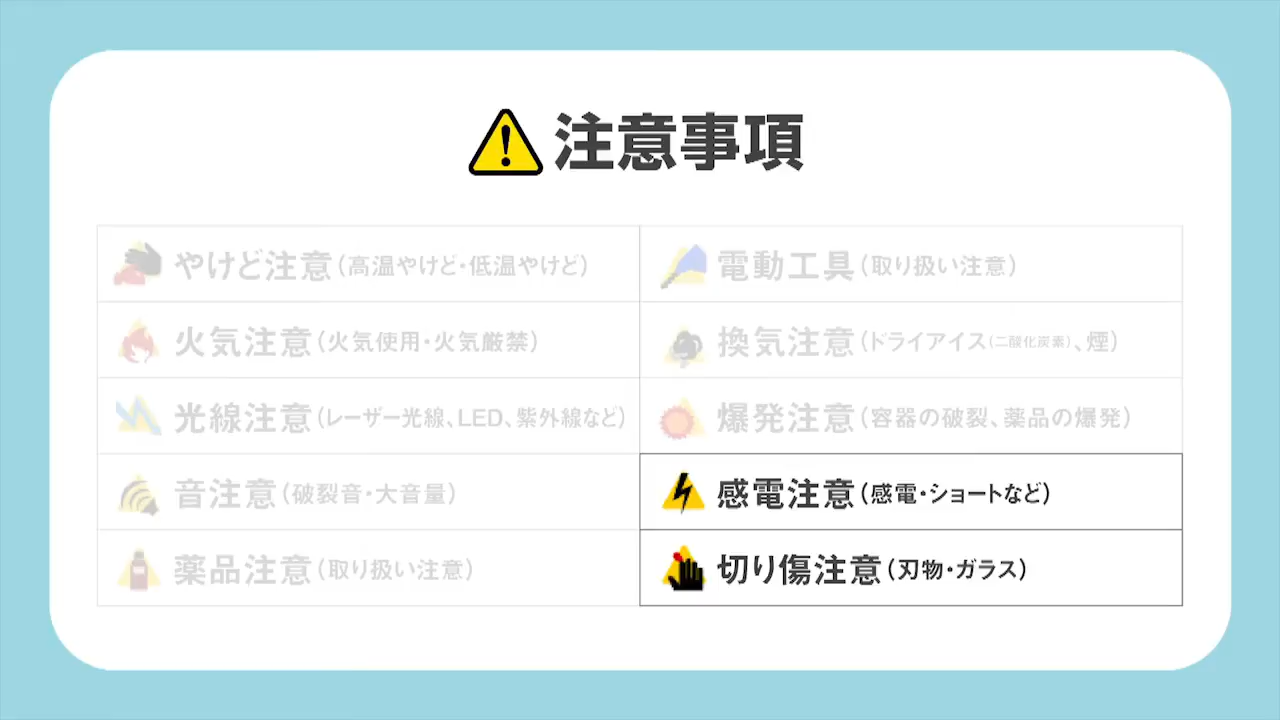 注意事項
やけど注意(高温やけど・低温やけど)
電動工具(取り扱い注意)
火気注意(火気使用・火気厳禁)
換気注意(ドライアイス(二酸化炭素)、煙)
光線注意(レーザー光線、LED、紫外線など)
爆発注意(容器の破裂、薬品の爆発)
音注意(破裂音・大音量)
感電注意(感電・ショートなど)
薬品注意(取り扱い注意)
切り傷注意(刃物・ガラス)